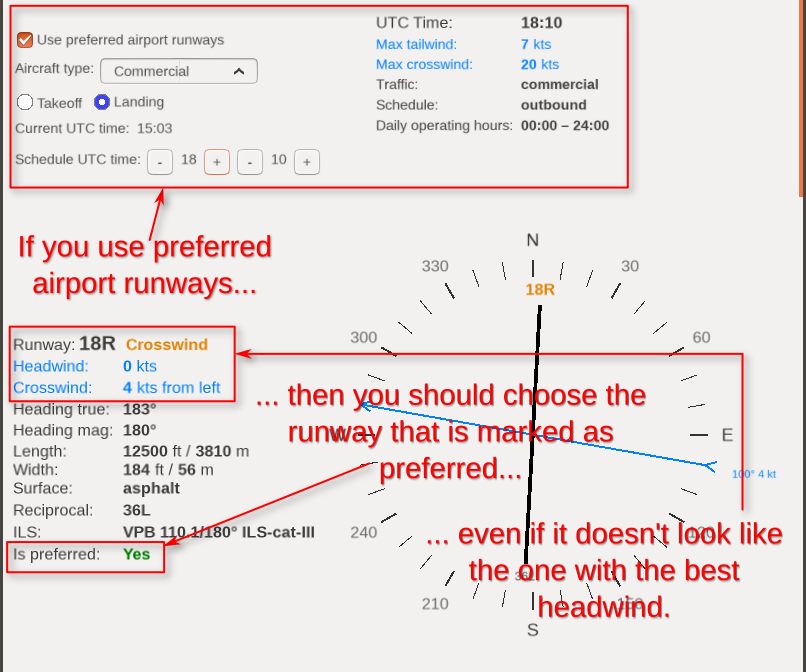 Use preferred airport runways
Aircraft type: Commercial
Takeoff Landing
Current UTC time: 15:03
Schedule UTC time: - 18 + - 10 +
UTC Time: 18:10
Max tailwind: 7 kts
Max crosswind: 20 kts
Traffic: commercial
Schedule: outbound
Daily operating hours: 00:00 – 24:00
If you use preferred
airport runways...
Runway: 18R Crosswind
Headwind: 0 kts
Crosswind: 4 kts from left
Heading true: 183°
Heading mag: 180°
Length: 12500 ft / 3810 m
Width: 184 ft / 56 m
Surface: asphalt
Reciprocal: 36L
ILS: VPB 110.1/180° ILS-cat-III
Is preferred: Yes
N
330
30
18R
300
60
... then you should choose the
runway that is marked as
preferred...
W
E
100° 4 kt
240
120
... even if it doesn't look like
the one with the best
headwind.
210
150
S